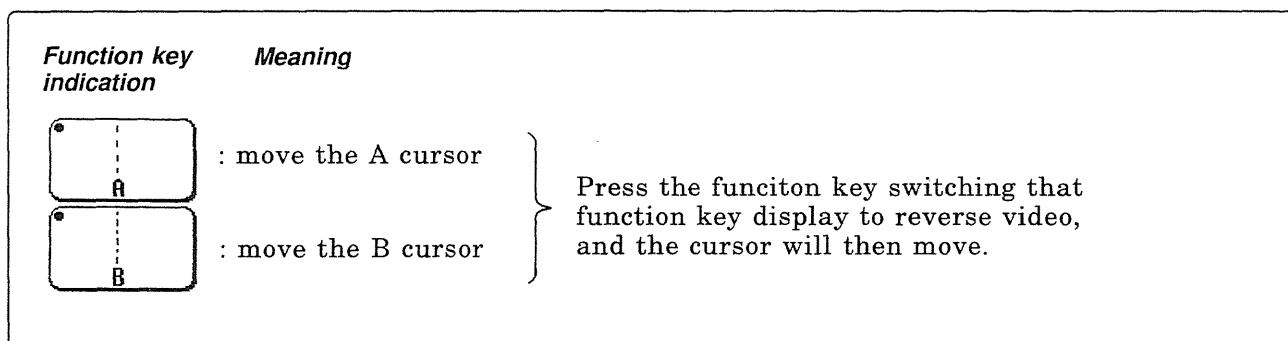 Function key Meaning
indication
A
: move the A cursor
B
: move the B cursor
Press the funciton key switching that
function key display to reverse video,
and the cursor will then move.